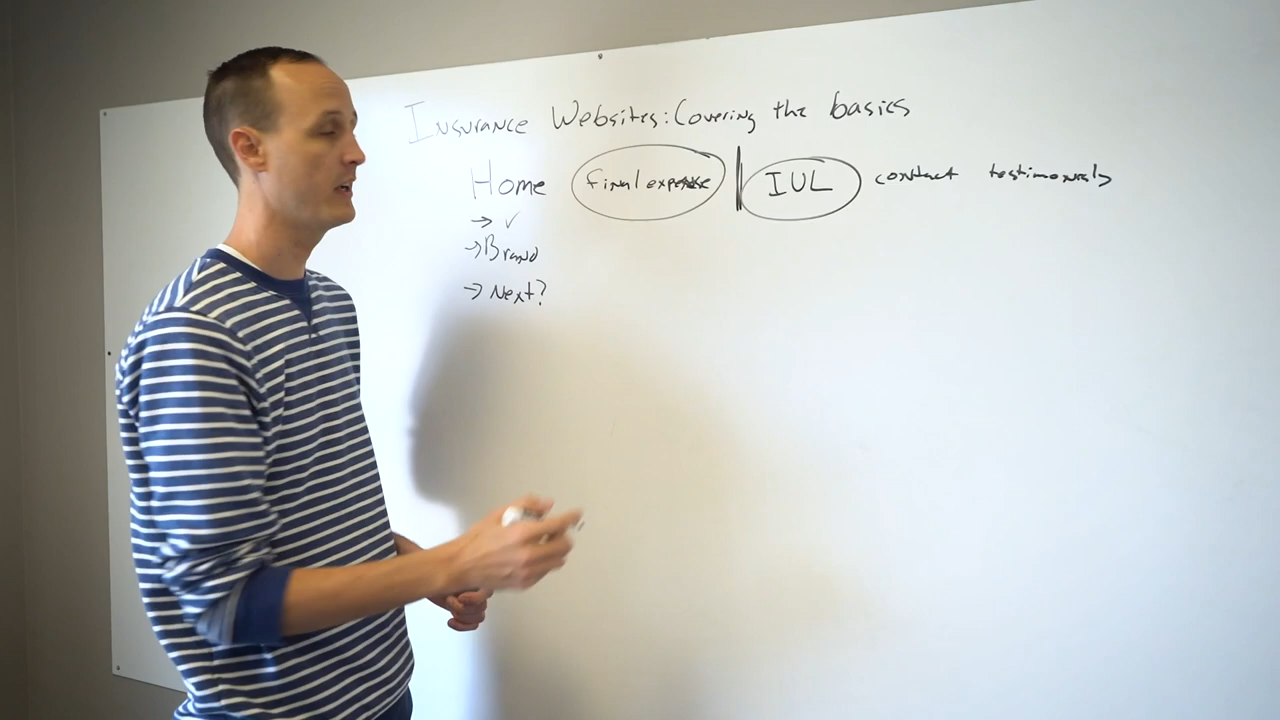 Insurance Websites: Covering the basics
Home final expense | IUL contact testimonials
→ ✓
→ Brand
→ Next?